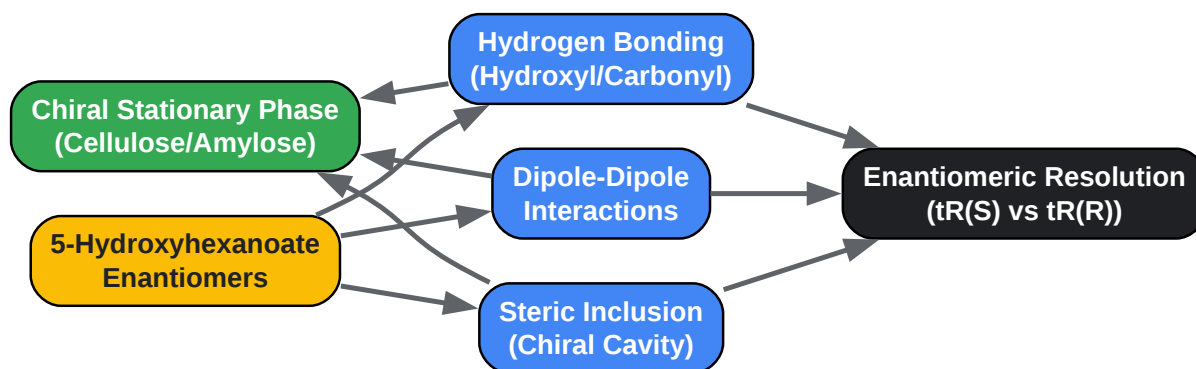 Hydrogen Bonding
(Hydroxyl/Carbonyl)
Chiral Stationary Phase
(Cellulose/Amylose)
Dipole-Dipole
Interactions
Enantiomeric Resolution
(tR(S) vs tR(R))
5-Hydroxyhexanoate
Enantiomers
Steric Inclusion
(Chiral Cavity)